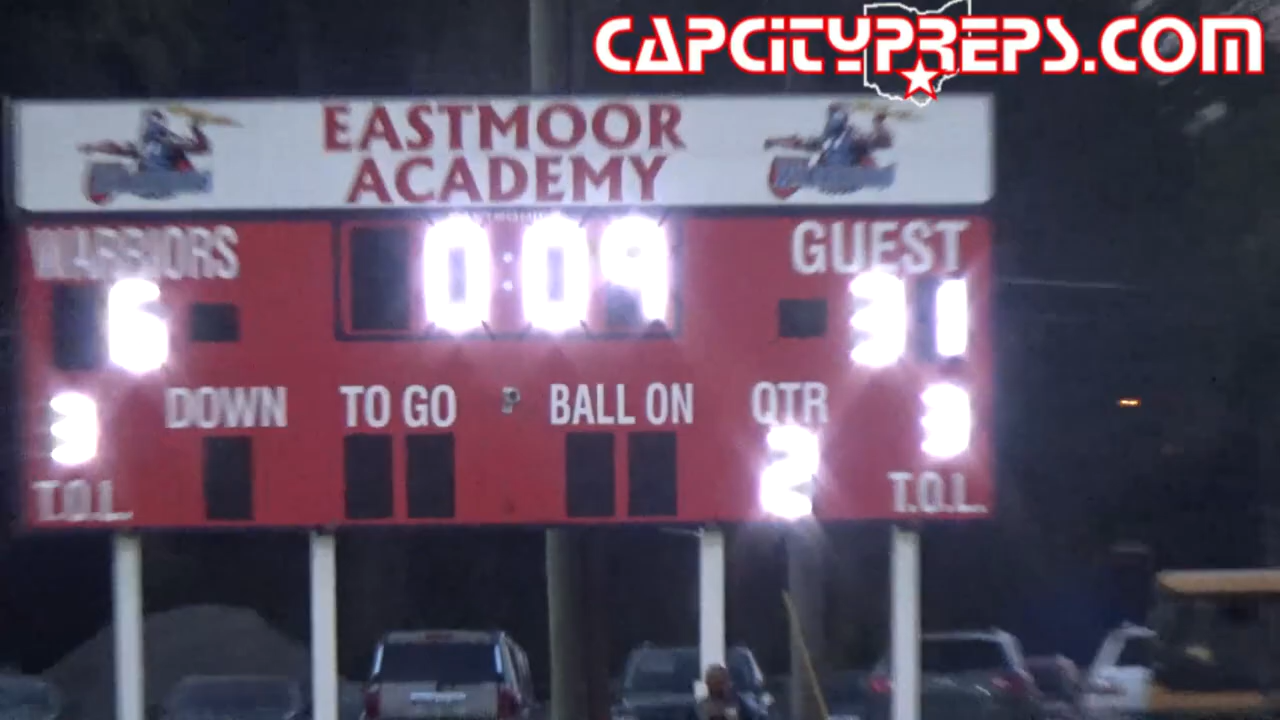 CAPCITYPREPS.COM
EASTMOOR
ACADEMY
WARRIORS
0:09
GUEST
6
31
DOWN
TO GO
P
BALL ON
QTR
3
3
2
T.O.L.
T.O.L.